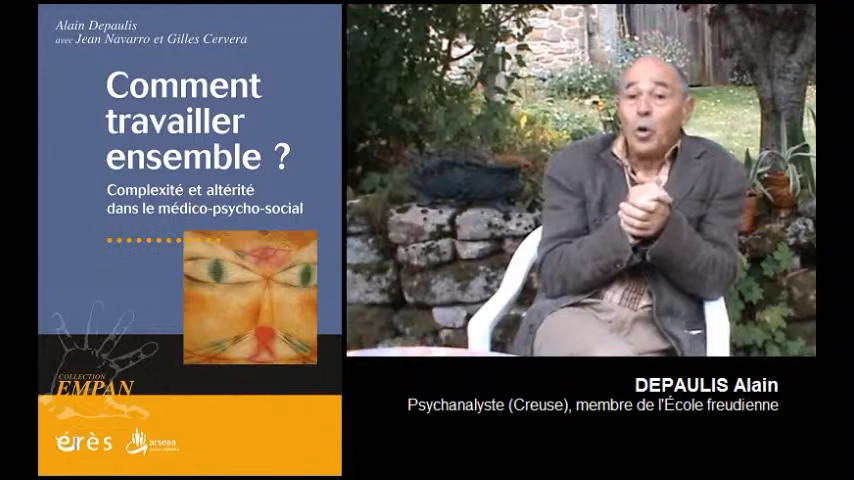 Alain Depaulis
avec Jean Navarro et Gilles Cervera
Comment
travailler
ensemble ?
Complexité et altérité
dans le médico-psycho-social
COLLECTION
EMPAN
érès
arseaa
DEPAULIS Alain
Psychanalyste (Creuse), membre de l'École freudienne